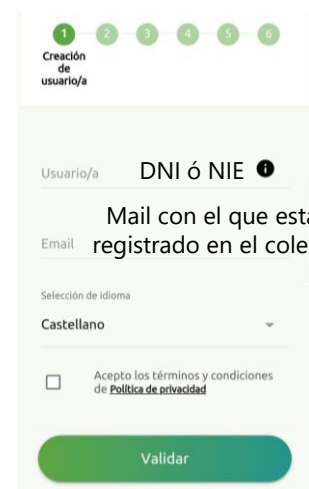 1 2 3 4 5 6
Creación
de
usuario/a
Usuario/a DNI ó NIE i
Mail con el que esta
Email registrado en el cole
Selección de idioma
Castellano
Acepto los términos y condiciones
de Política de privacidad
Validar